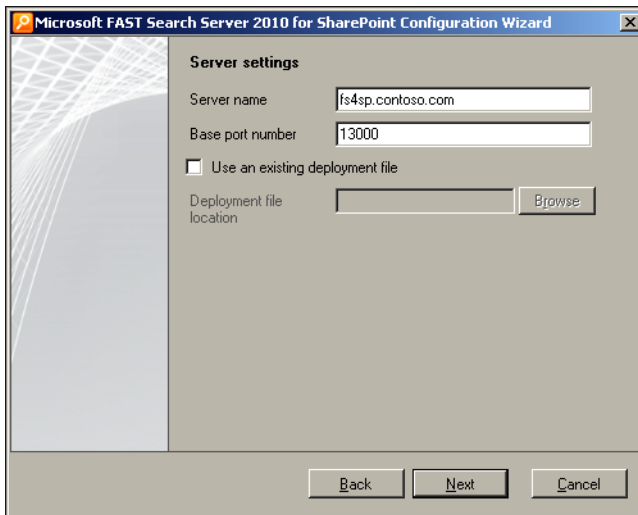 Microsoft FAST Search Server 2010 for SharePoint Configuration Wizard
Server settings
Server name fs4sp.contoso.com
Base port number 13000
Use an existing deployment file
Deployment file Browse
location
Back Next Cancel